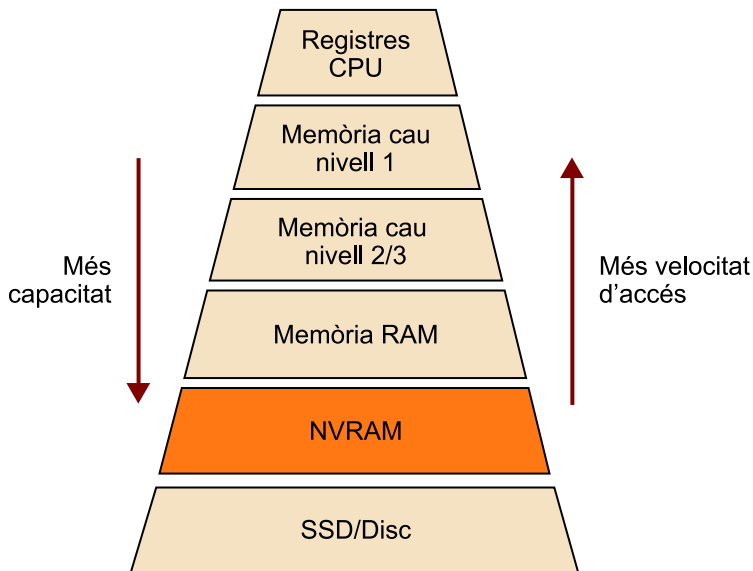 Registres
CPU
Memòria cau
nivell 1
Memòria cau
nivell 2/3
Més
capacitat
Més velocitat
d'accés
Memòria RAM
NVRAM
SSD/Disc